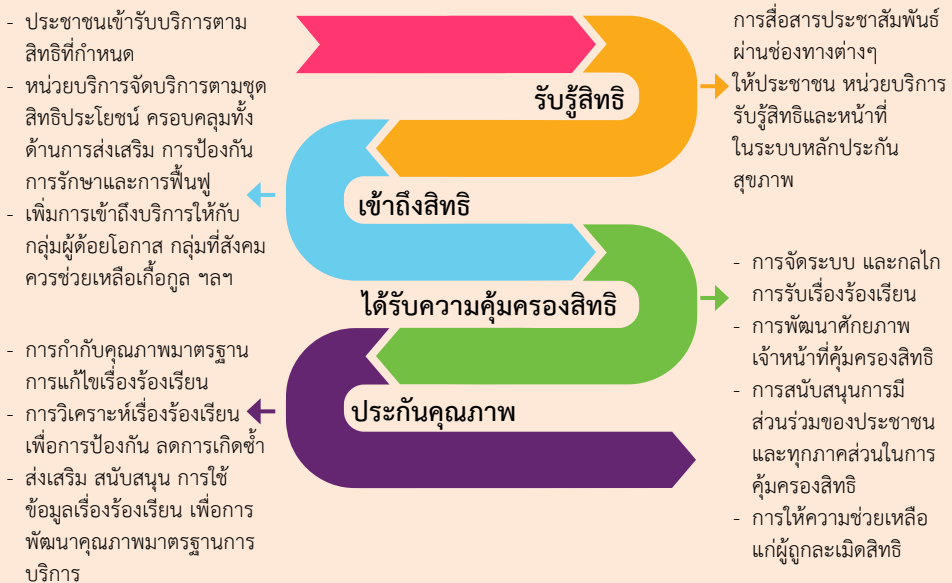 การสื่อสารประชาสัมพันธ์
ผ่านช่องทางต่างๆ
ให้ประชาชน หน่วยบริการ
รับรู้สิทธิและหน้าที่
ในระบบหลักประกัน
สุขภาพ
รับรู้สิทธิ
- ประชาชนเข้ารับบริการตาม
สิทธิที่กำหนด
- หน่วยบริการจัดบริการตามชุด
สิทธิประโยชน์ ครอบคลุมทั้ง
ด้านการส่งเสริม การป้องกัน
การรักษาและการฟื้นฟู
- เพิ่มการเข้าถึงบริการให้กับ
กลุ่มผู้ด้อยโอกาส กลุ่มที่สังคม
ควรช่วยเหลือเกื้อกูล ฯลฯ
เข้าถึงสิทธิ
ได้รับความคุ้มครองสิทธิ
- การจัดระบบ และกลไก
การรับเรื่องร้องเรียน
- การพัฒนาศักยภาพ
เจ้าหน้าที่คุ้มครองสิทธิ
- การสนับสนุนการมี
ส่วนร่วมของประชาชน
และทุกภาคส่วนในการ
คุ้มครองสิทธิ
- การให้ความช่วยเหลือ
แก่ผู้ถูกละเมิดสิทธิ
ประกันคุณภาพ
- การกำกับคุณภาพมาตรฐาน
การแก้ไขเรื่องร้องเรียน
- การวิเคราะห์เรื่องร้องเรียน
เพื่อการป้องกัน ลดการเกิดซ้ำ
- ส่งเสริม สนับสนุน การใช้
ข้อมูลเรื่องร้องเรียน เพื่อการ
พัฒนาคุณภาพมาตรฐานการ
บริการ